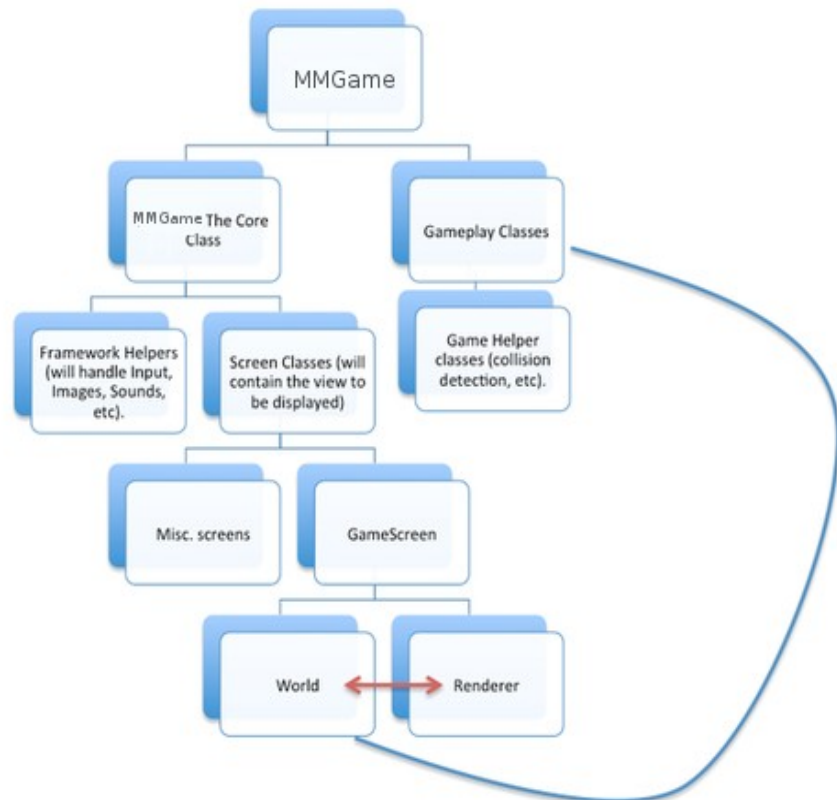 MMGame
MMGame The Core
Class
Gameplay Classes
Framework Helpers
(will handle Input,
Images, Sounds,
etc).
Screen Classes (will
contain the view to
be displayed)
Game Helper
classes (collision
detection, etc).
Misc. screens
GameScreen
World
Renderer